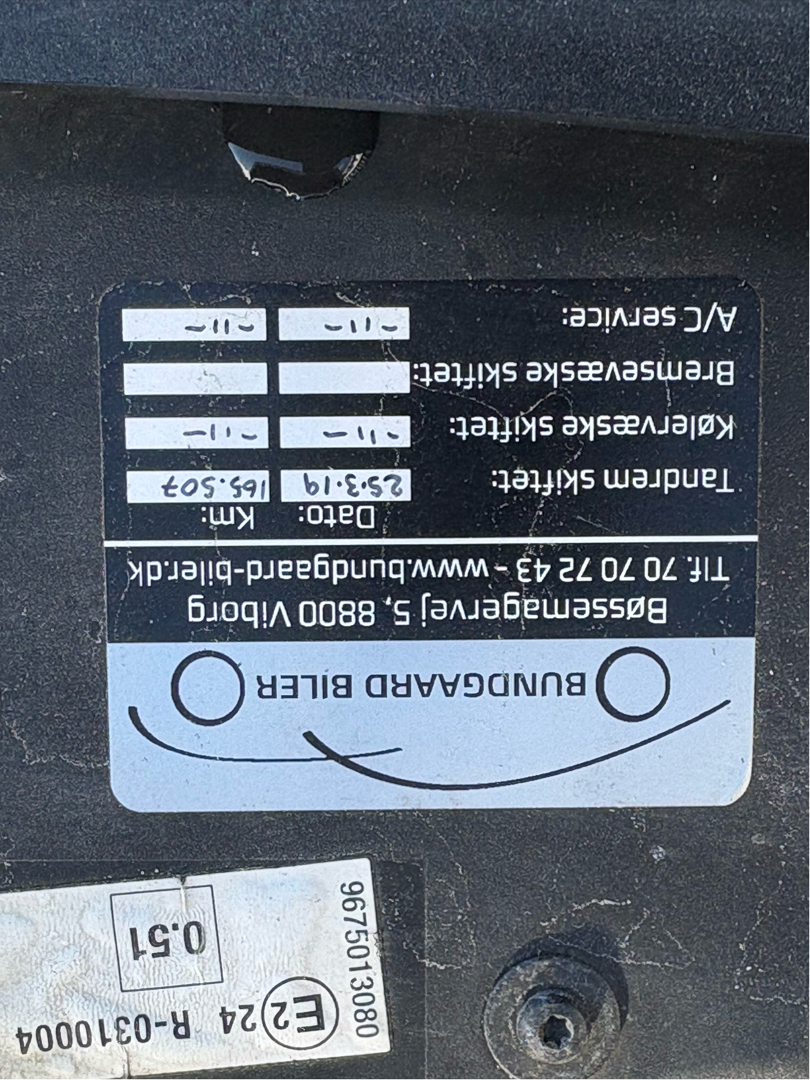 BUNDGAARD BILER
Bøssemagervej 5, 8800 Viborg
Tlf. 70 70 72 43 - www.bundgaard-biler.dk
Dato: Km:
Tandrem skiftet: 25.3.19 165.507
Kølervæske skiftet: -11- -11-
Bremsevæske skiftet:
A/C service: -11- -11-
E2 24 R-0310004
0.51
9675013080